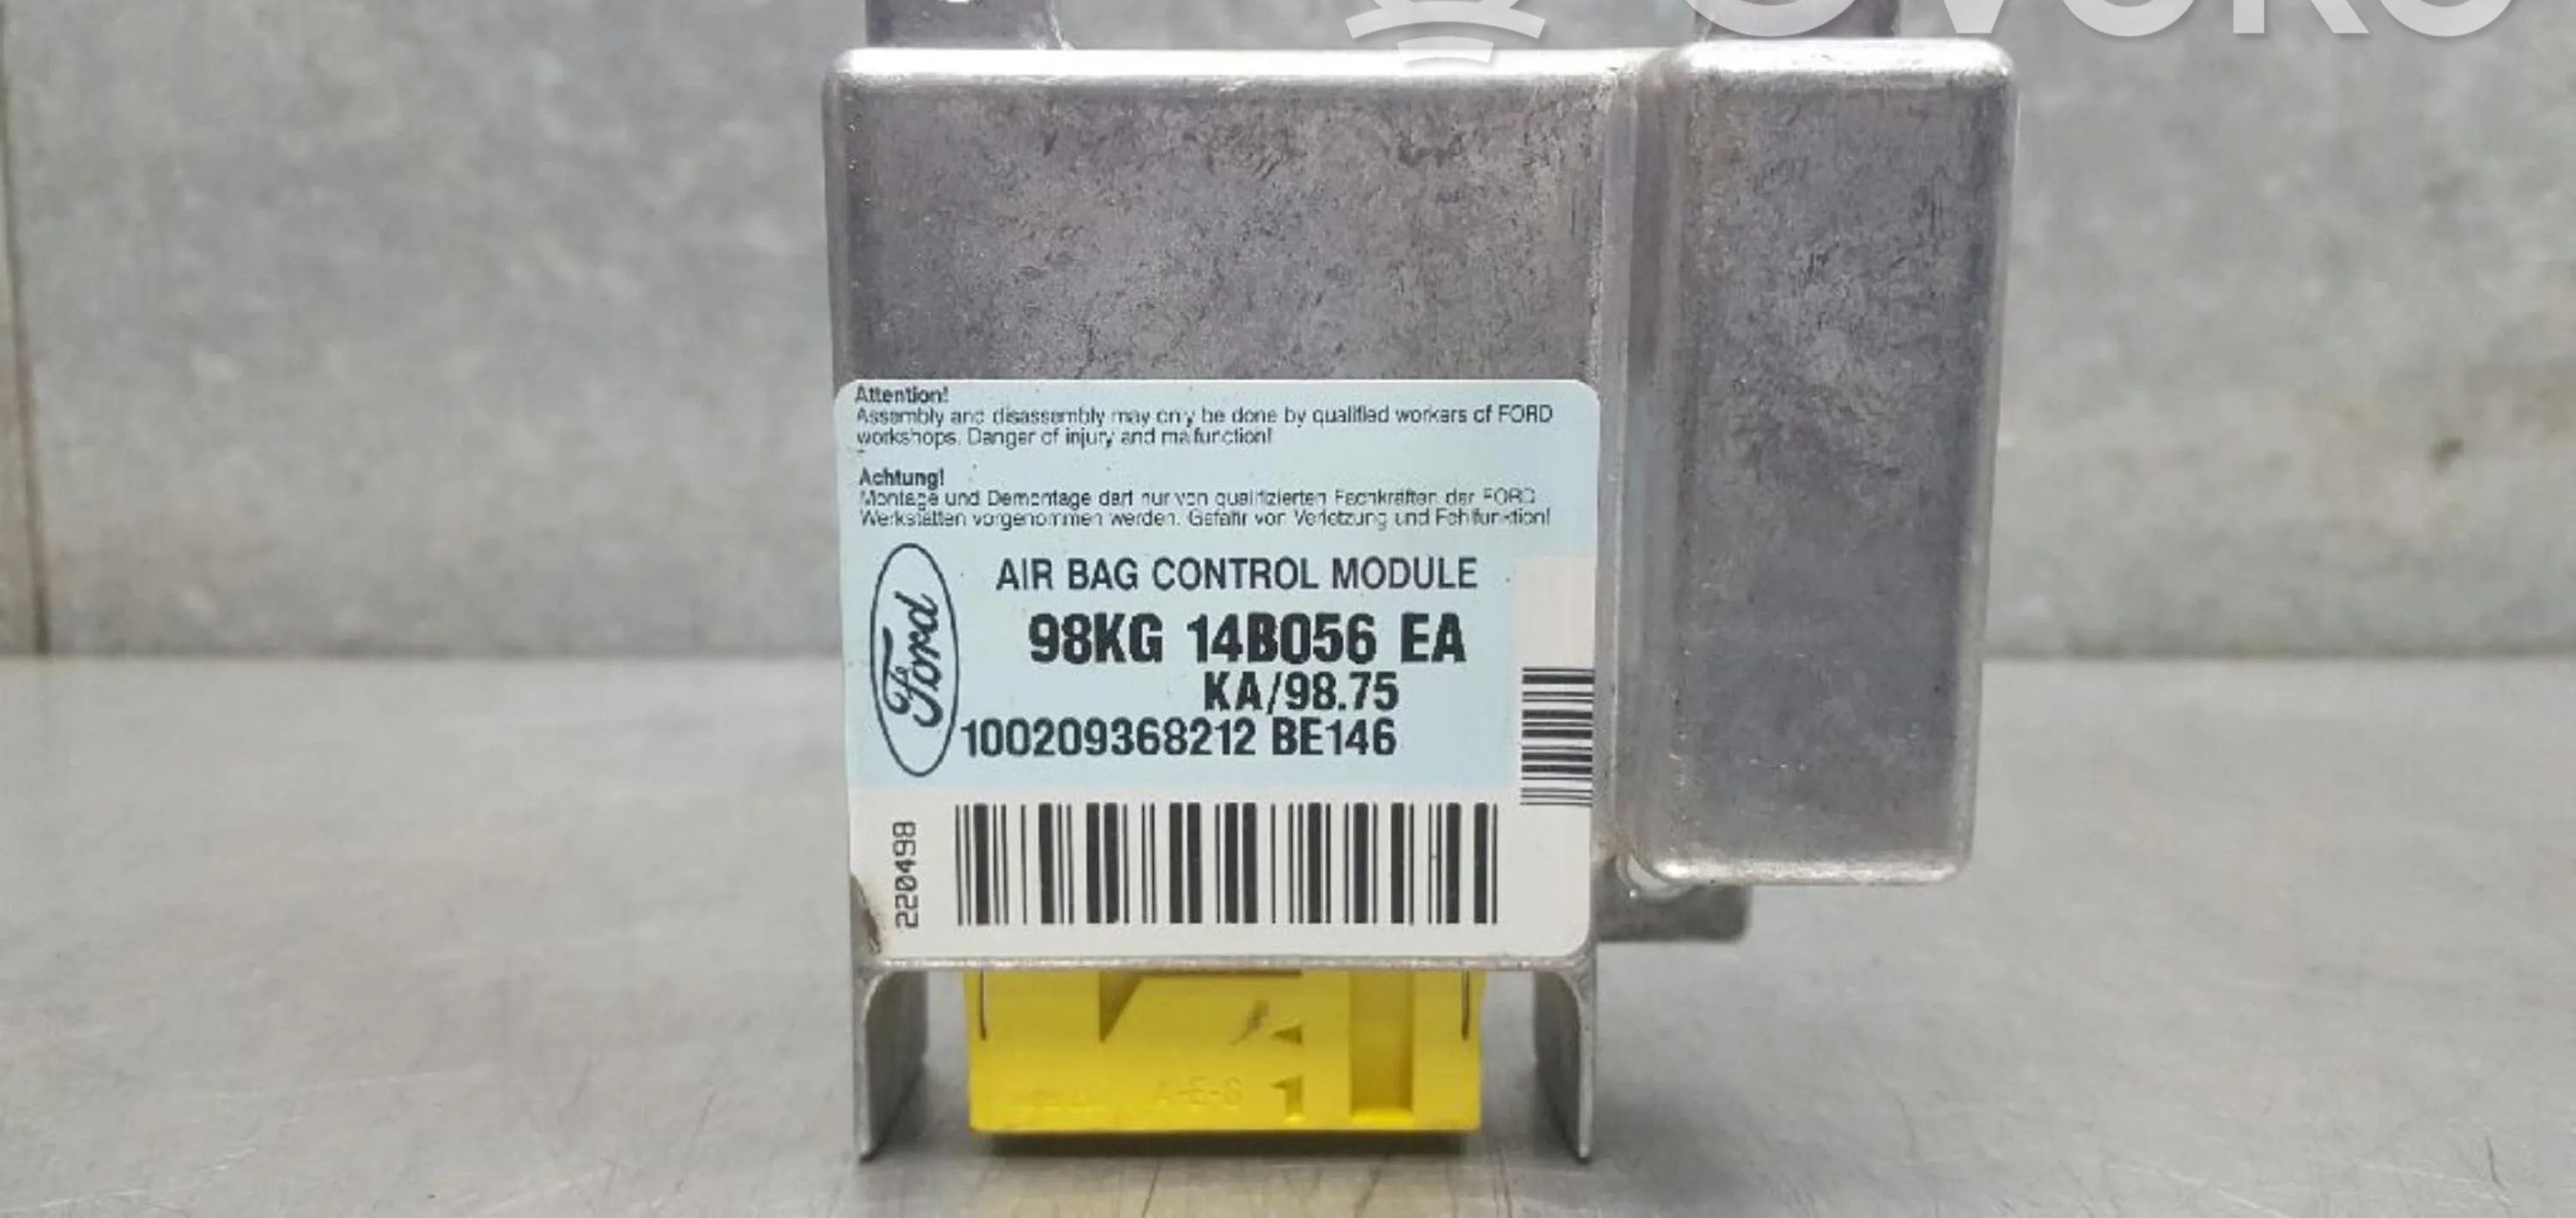 OVOKO
Attention!
Assembly and disassembly may only be done by qualified workers of FORD
workshops. Danger of injury and malfunction!
Achtung!
Montage und Demontage darf nur von qualifizierten Fachkräften der FORD
Werkstätten vorgenommen werden. Gefahr von Verletzung und Fehlfunktion!
Ford
AIR BAG CONTROL MODULE
98KG 14B056 EA
KA/98.75
100209368212 BE146
220498
1